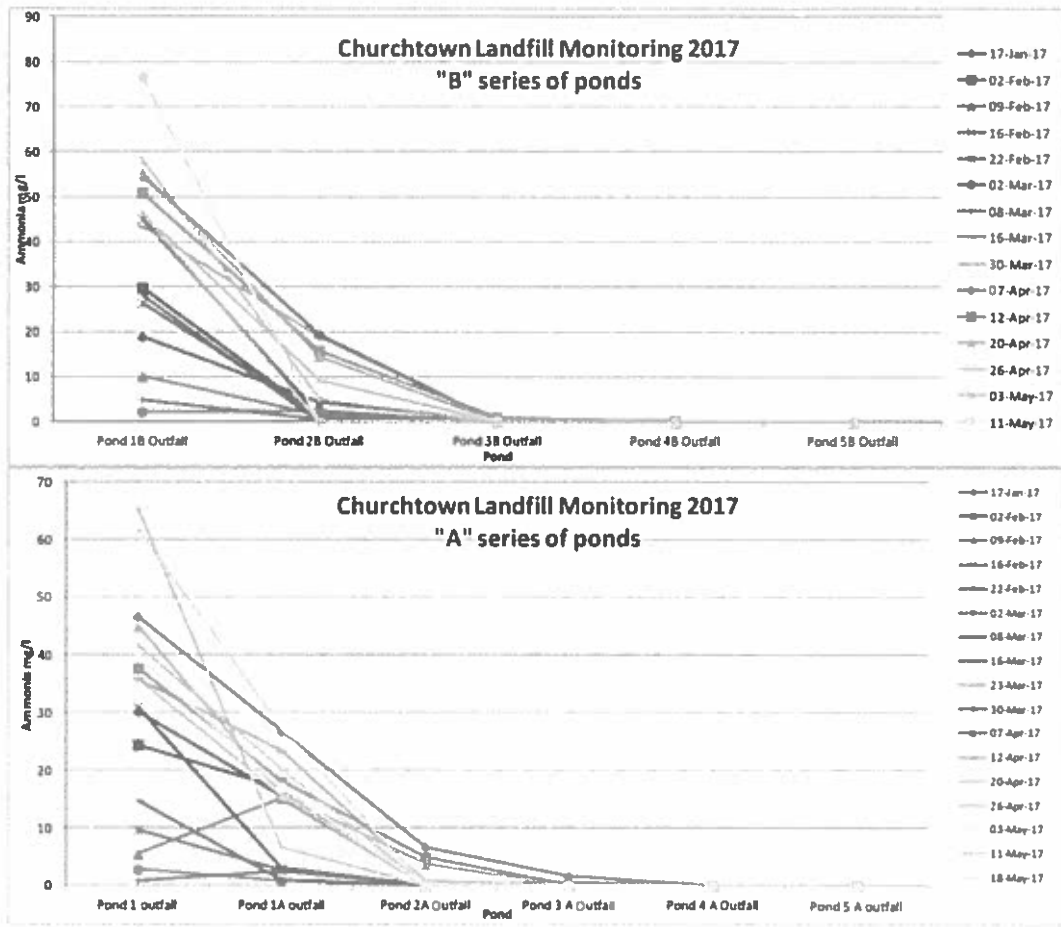 90
80
70
60
50
40
30
20
10
0
Ammonia mg/l
Churchtown Landfill Monitoring 2017
"B" series of ponds
Pond 1B Outfall
Pond 2B Outfall
Pond 3B Outfall
Pond 4B Outfall
Pond 5B Outfall
Pond
17-Jan-17
02-Feb-17
09-Feb-17
16-Feb-17
22-Feb-17
02-Mar-17
08-Mar-17
16-Mar-17
30-Mar-17
07-Apr-17
12-Apr-17
20-Apr-17
26-Apr-17
03-May-17
11-May-17
70
60
50
40
30
20
10
0
Ammonia mg/l
Churchtown Landfill Monitoring 2017
"A" series of ponds
Pond 1 outfall
Pond 1A outfall
Pond 2A Outfall
Pond 3 A Outfall
Pond 4 A Outfall
Pond 5 A outfall
Pond
17-Jan-17
02-Feb-17
09-Feb-17
16-Feb-17
22-Feb-17
02-Mar-17
08-Mar-17
16-Mar-17
23-Mar-17
30-Mar-17
07-Apr-17
12-Apr-17
20-Apr-17
26-Apr-17
03-May-17
11-May-17
18-May-17